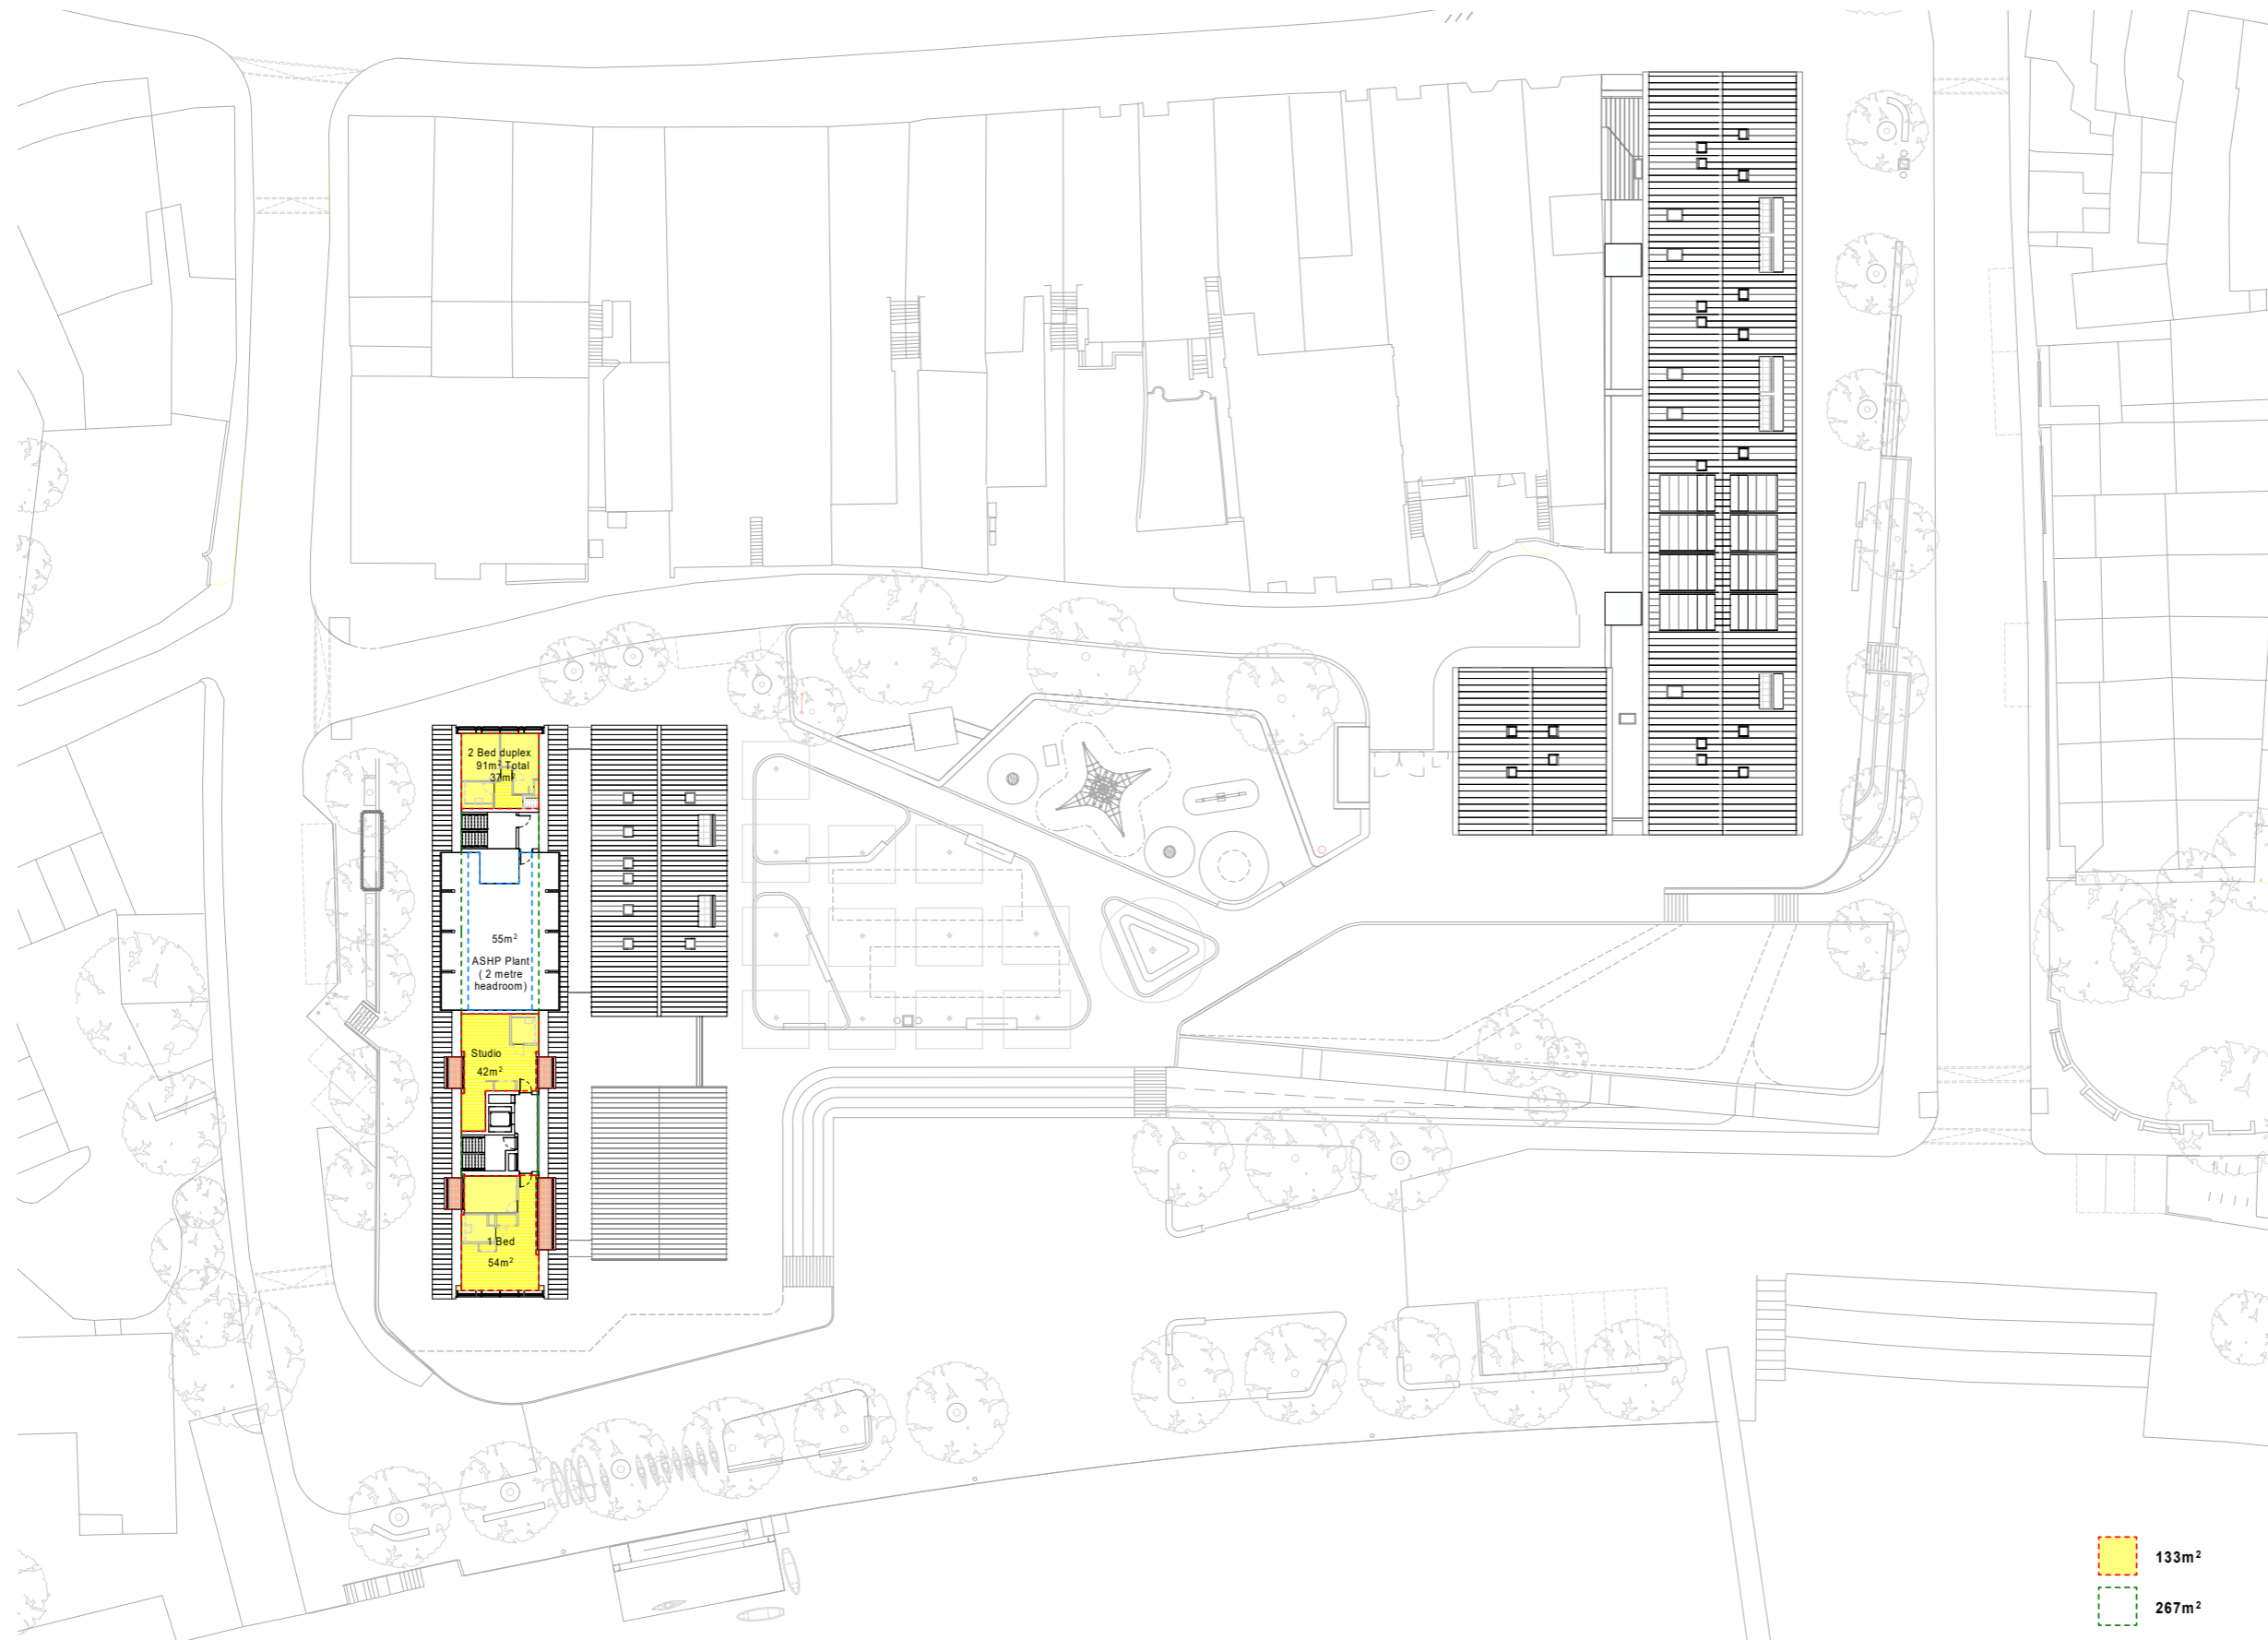 2 Bed duplex
91m² Total
37m²
55m²
ASHP Plant
( 2 metre
headroom)
Studio
42m²
1 Bed
54m²
133m²
267m²